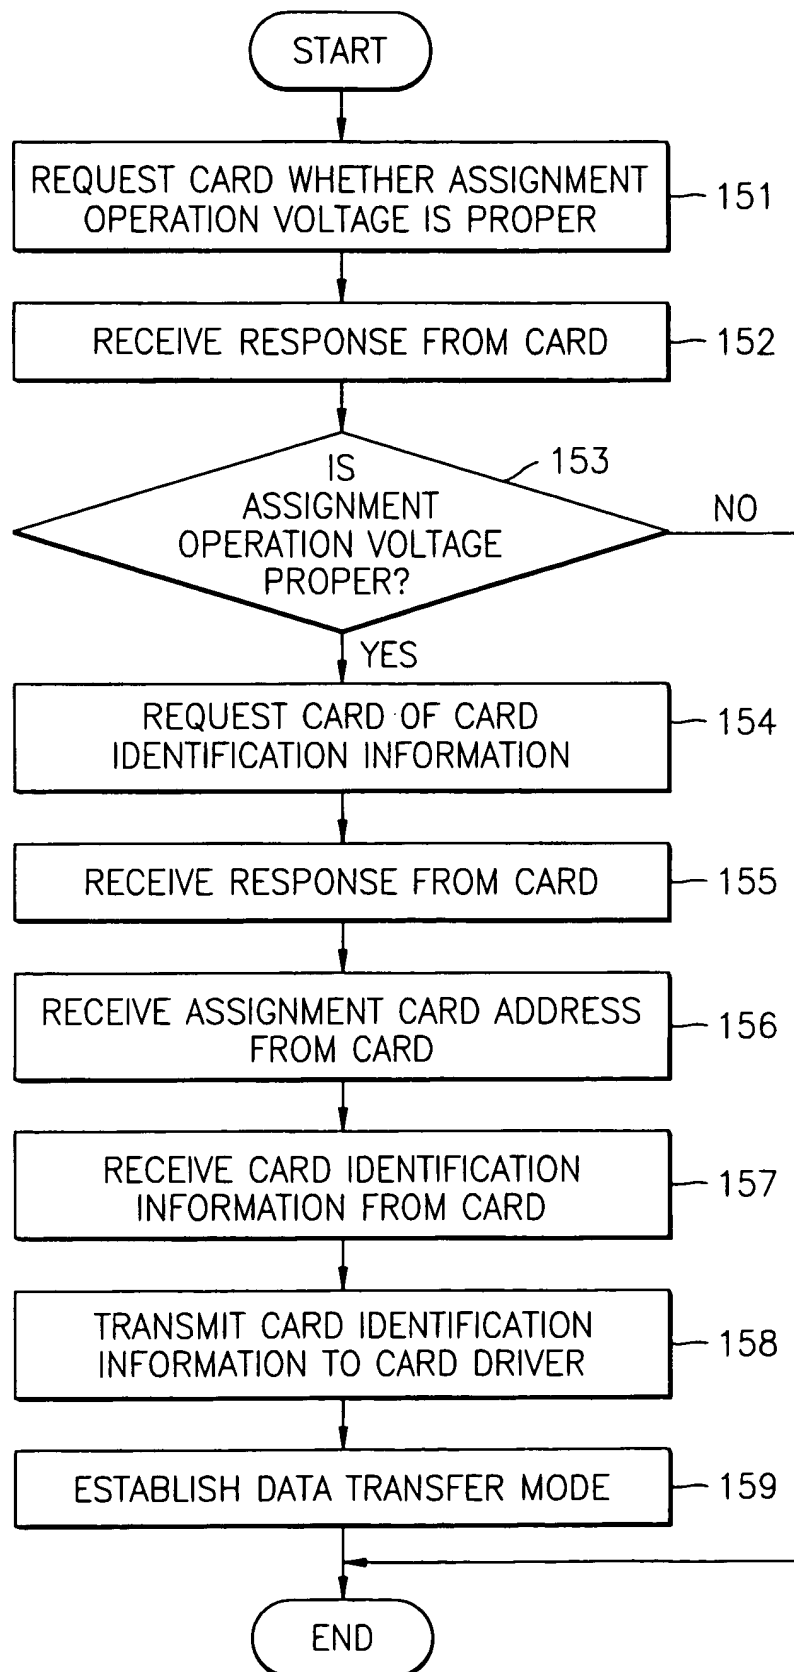 START
REQUEST CARD WHETHER ASSIGNMENT
OPERATION VOLTAGE IS PROPER
151
RECEIVE RESPONSE FROM CARD
152
IS
ASSIGNMENT
OPERATION VOLTAGE
PROPER?
153
NO
YES
REQUEST CARD OF CARD
IDENTIFICATION INFORMATION
154
RECEIVE RESPONSE FROM CARD
155
RECEIVE ASSIGNMENT CARD ADDRESS
FROM CARD
156
RECEIVE CARD IDENTIFICATION
INFORMATION FROM CARD
157
TRANSMIT CARD IDENTIFICATION
INFORMATION TO CARD DRIVER
158
ESTABLISH DATA TRANSFER MODE
159
END